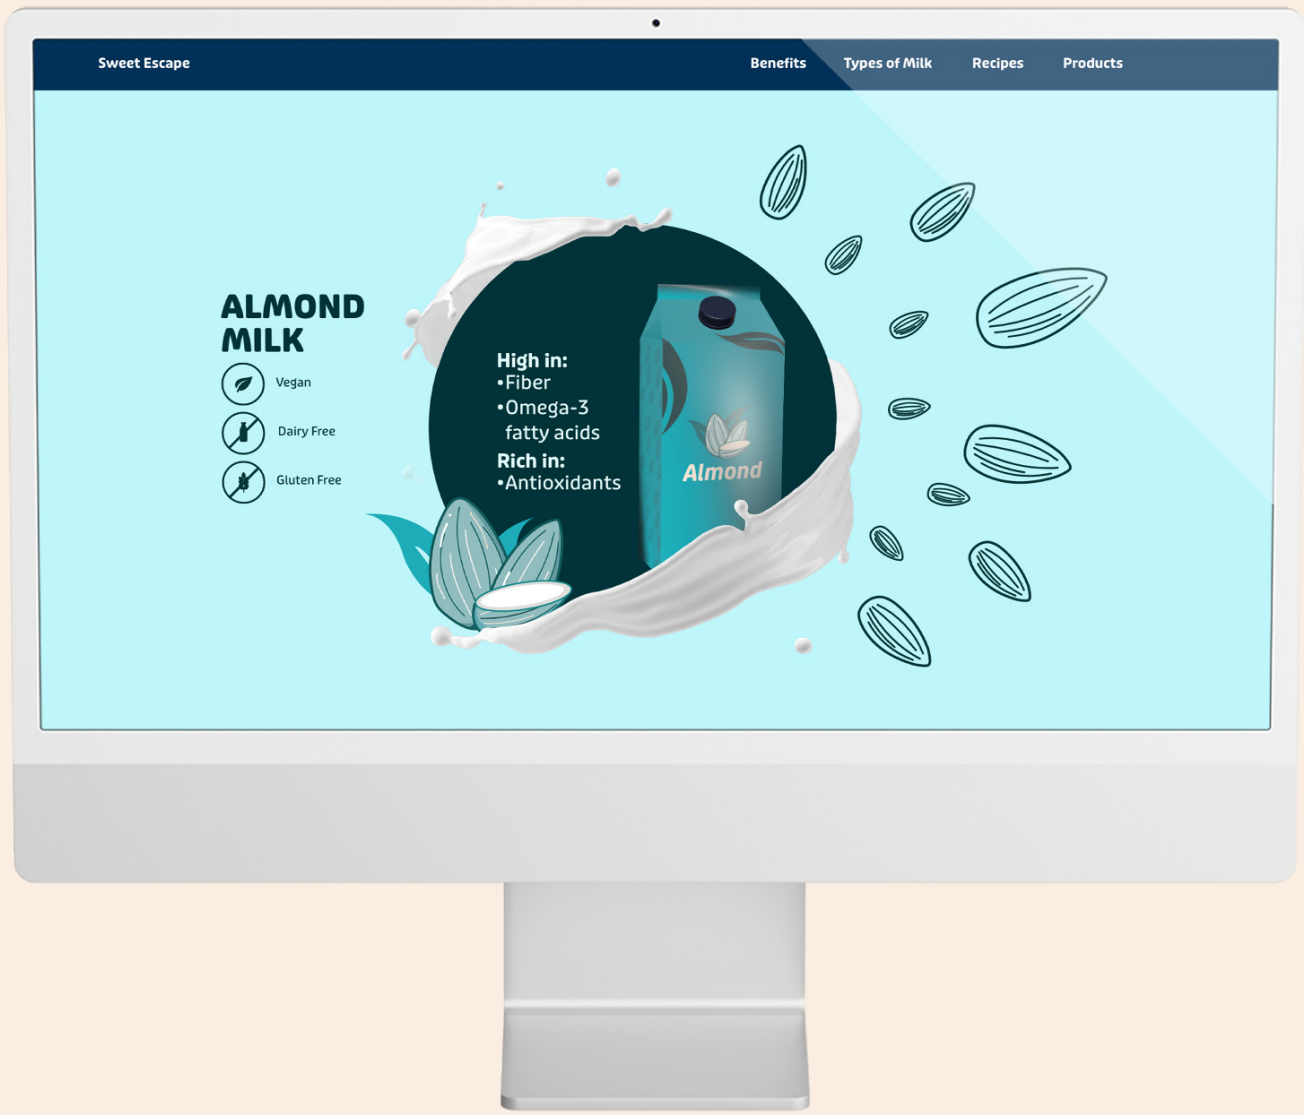 Sweet Escape
Benefits
Types of Milk
Recipes
Products
ALMOND
MILK
Vegan
Dairy Free
Gluten Free
High in:
•Fiber
•Omega-3
fatty acids
Rich in:
•Antioxidants
Almond